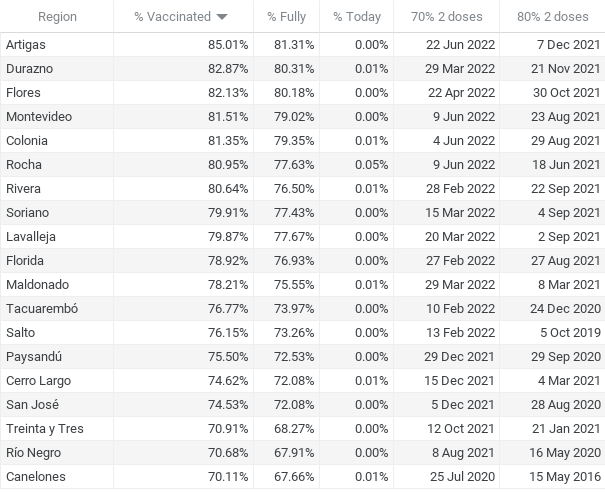 Region % Vaccinated % Fully % Today 70% 2 doses 80% 2 doses
Artigas 85.01% 81.31% 0.00% 22 Jun 2022 7 Dec 2021
Durazno 82.87% 80.31% 0.01% 29 Mar 2022 21 Nov 2021
Flores 82.13% 80.18% 0.00% 22 Apr 2022 30 Oct 2021
Montevideo 81.51% 79.02% 0.00% 9 Jun 2022 23 Aug 2021
Colonia 81.35% 79.35% 0.01% 4 Jun 2022 29 Aug 2021
Rocha 80.95% 77.63% 0.05% 9 Jun 2022 18 Jun 2021
Rivera 80.64% 76.50% 0.01% 28 Feb 2022 22 Sep 2021
Soriano 79.91% 77.43% 0.00% 15 Mar 2022 4 Sep 2021
Lavalleja 79.87% 77.67% 0.00% 20 Mar 2022 2 Sep 2021
Florida 78.92% 76.93% 0.00% 27 Feb 2022 27 Aug 2021
Maldonado 78.21% 75.55% 0.01% 29 Mar 2022 8 Mar 2021
Tacuarembó 76.77% 73.97% 0.00% 10 Feb 2022 24 Dec 2020
Salto 76.15% 73.26% 0.00% 13 Feb 2022 5 Oct 2019
Paysandú 75.50% 72.53% 0.00% 29 Dec 2021 29 Sep 2020
Cerro Largo 74.62% 72.08% 0.01% 15 Dec 2021 4 Mar 2021
San José 74.53% 72.08% 0.00% 5 Dec 2021 28 Aug 2020
Treinta y Tres 70.91% 68.27% 0.00% 12 Oct 2021 21 Jan 2021
Río Negro 70.68% 67.91% 0.00% 8 Aug 2021 16 May 2020
Canelones 70.11% 67.66% 0.01% 25 Jul 2020 15 May 2016